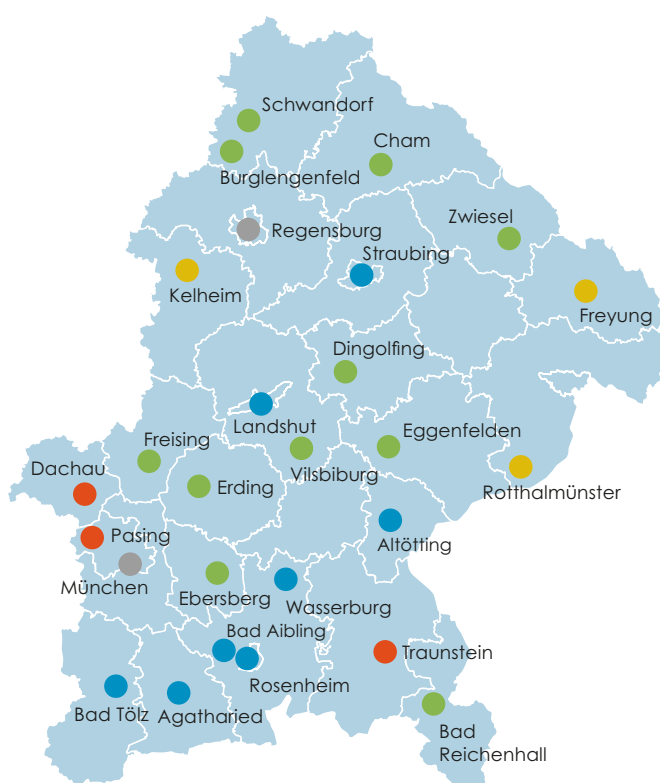 Schwandorf
Cham
Burglengenfeld
Zwiesel
Regensburg
Straubing
Kelheim
Freyung
Dingolfing
Landshut
Freising
Eggenfelden
Dachau
Vilsbiburg
Erding
Rotthalmünster
Pasing
Altötting
München
Ebersberg
Wasserburg
Bad Aibling
Traunstein
Rosenheim
Bad Tölz
Agatharied
Bad
Reichenhall